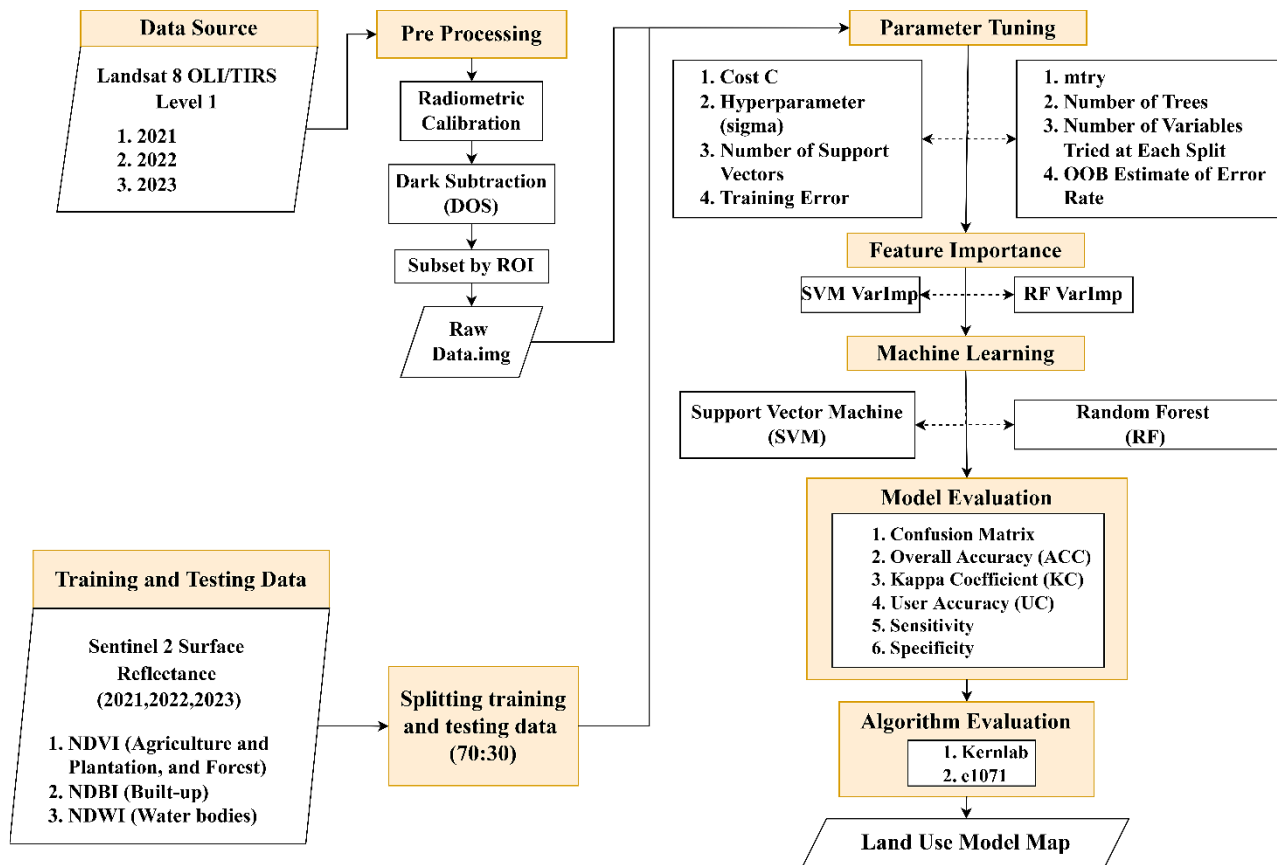 Data Source
Landsat 8 OLI/TIRS
Level 1
1. 2021
2. 2022
3. 2023
Pre Processing
Radiometric
Calibration
Dark Subtraction
(DOS)
Subset by ROI
Raw
Data.img
Training and Testing Data
Sentinel 2 Surface
Reflectance
(2021,2022,2023)
1. NDVI (Agriculture and
Plantation, and Forest)
2. NDBI (Built-up)
3. NDWI (Water bodies)
Splitting training
and testing data
(70:30)
Parameter Tuning
1. Cost C
2. Hyperparameter
(sigma)
3. Number of Support
Vectors
4. Training Error
1. mtry
2. Number of Trees
3. Number of Variables
Tried at Each Split
4. OOB Estimate of Error
Rate
Feature Importance
SVM VarImp
RF VarImp
Machine Learning
Support Vector Machine
(SVM)
Random Forest
(RF)
Model Evaluation
1. Confusion Matrix
2. Overall Accuracy (ACC)
3. Kappa Coefficient (KC)
4. User Accuracy (UC)
5. Sensitivity
6. Specificity
Algorithm Evaluation
1. Kernlab
2. e1071
Land Use Model Map